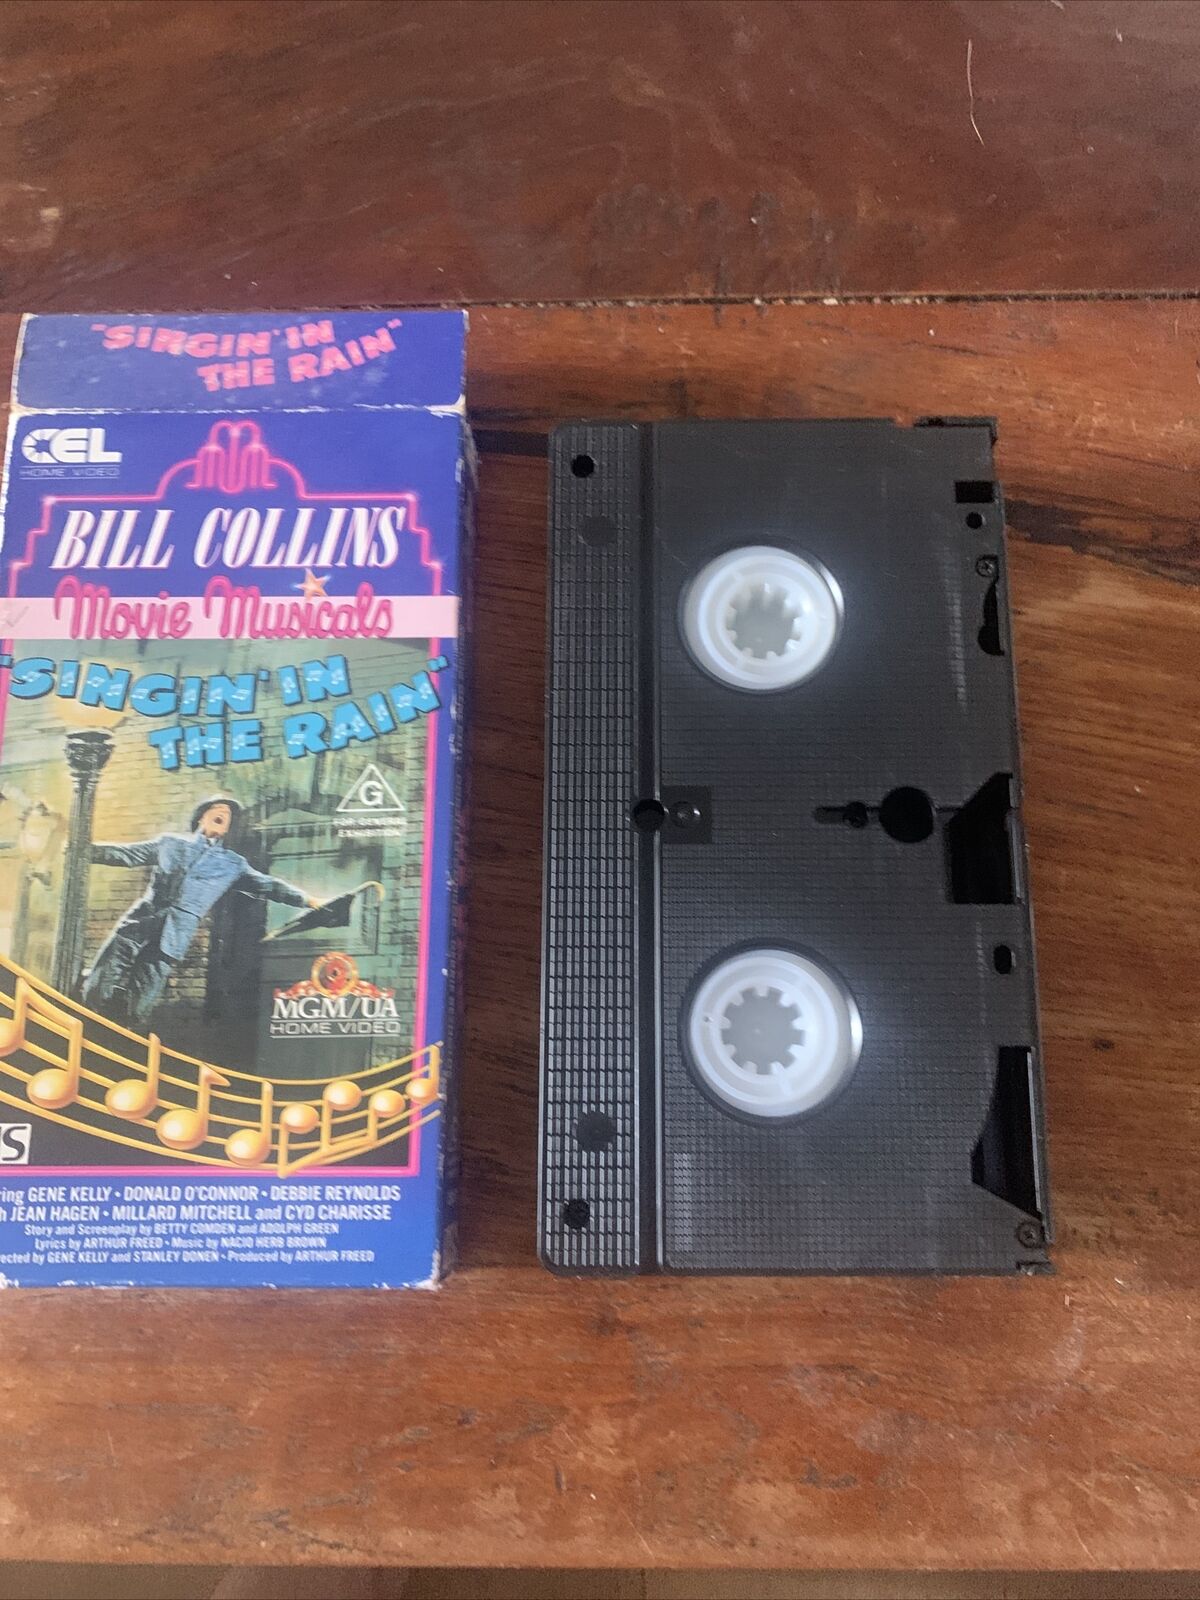 "SINGIN' IN
THE RAIN"
CEL
HOME VIDEO
BILL COLLINS
Movie Musicals
"SINGIN' IN
THE RAIN"
G
FOR GENERAL
EXHIBITION
MGM/UA
HOME VIDEO
GENE KELLY • DONALD O'CONNOR • DEBBIE REYNOLDS
JEAN HAGEN • MILLARD MITCHELL and CYD CHARISSE
Story and Screenplay by BETTY COMDEN and ADOLPH GREEN
Lyrics by ARTHUR FREED • Music by NACIO HERB BROWN
by GENE KELLY and STANLEY DONEN • Produced by ARTHUR FREED